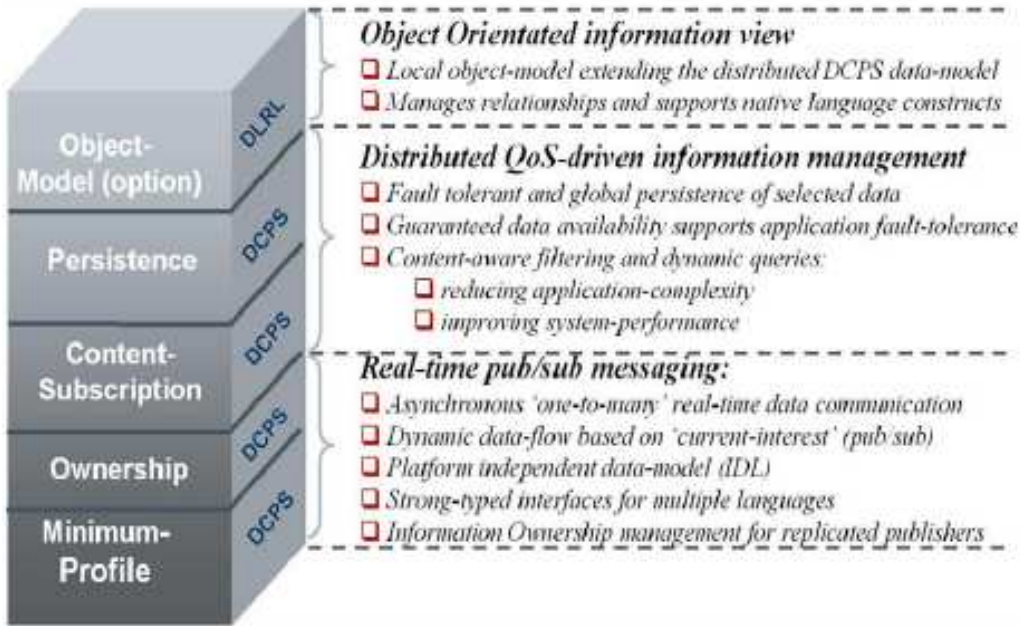 Object Orientated information view
Local object-model extending the distributed DCPS data-model
Manages relationships and supports native language constructs
Distributed QoS-driven information management
Fault tolerant and global persistence of selected data
Guaranteed data availability supports application fault-tolerance
Content-aware filtering and dynamic queries:
reducing application-complexity
improving system-performance
Real-time pub/sub messaging:
Asynchronous 'one-to-many' real-time data communication
Dynamic data-flow based on 'current-interest' (pub/sub)
Platform independent data-model (IDL)
Strong-typed interfaces for multiple languages
Information Ownership management for replicated publishers
Object-
Model (option)
DLRL
Persistence
DCPS
Content-
Subscription
DCPS
Ownership
DCPS
Minimum-
Profile
DCPS